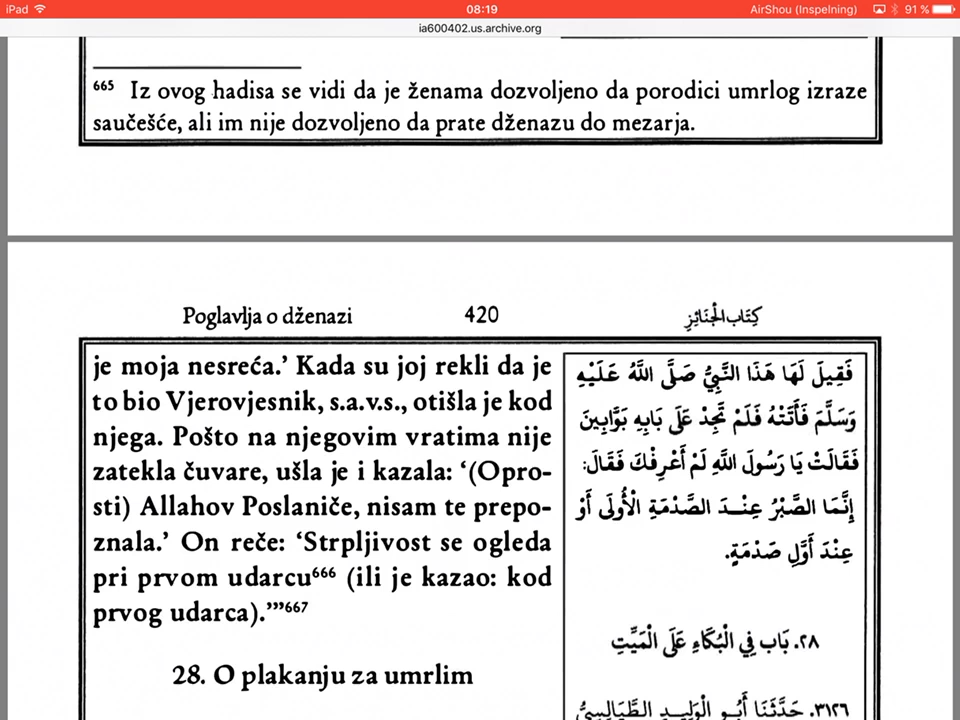 iPad 08:19 AirShou (Inspelning) 91 %
ia600402.us.archive.org
665 Iz ovog hadisa se vidi da je ženama dozvoljeno da porodici umrlog izraze
saučešće, ali im nije dozvoljeno da prate dženazu do mezarja.
Poglavlja o dženazi 420 كِتَاب الْجَنَائِزِ
je moja nesreća.’ Kada su joj rekli da je
to bio Vjerovjesnik, s.a.v.s., otišla je kod
njega. Pošto na njegovim vratima nije
zatekla čuvare, ušla je i kazala: ‘(Opro-
sti) Allahov Poslaniče, nisam te prepo-
znala.’ On reče: ‘Strpljivost se ogleda
pri prvom udarcu666 (ili je kazao: kod
prvog udarca).’”667
28. O plakanju za umrlim
فَقِيلَ لَهَا هَذَا النَّبِيُّ صَلَّى اللَّهُ عَلَيْهِ
وَسَلَّمَ فَأَتَتْهُ فَلَمْ تَجِدْ عَلَى بَابِهِ بَوَّابِينَ
فَقَالَتْ يَا رَسُولَ اللَّهِ لَمْ أَعْرِفْكَ فَقَالَ:
إِنَّمَا الصَّبْرُ عِنْدَ الصَّدْمَةِ الْأُولَى أَوْ
عِنْدَ أَوَّلِ صَدْمَةٍ.
٢٨. بَاب فِي الْبُكَاءِ عَلَى الْمَيِّتِ
٣١٢٦. حَدَّثَنَا أَبُو الْوَلِيدِ الطَّيَالِسِيُّ